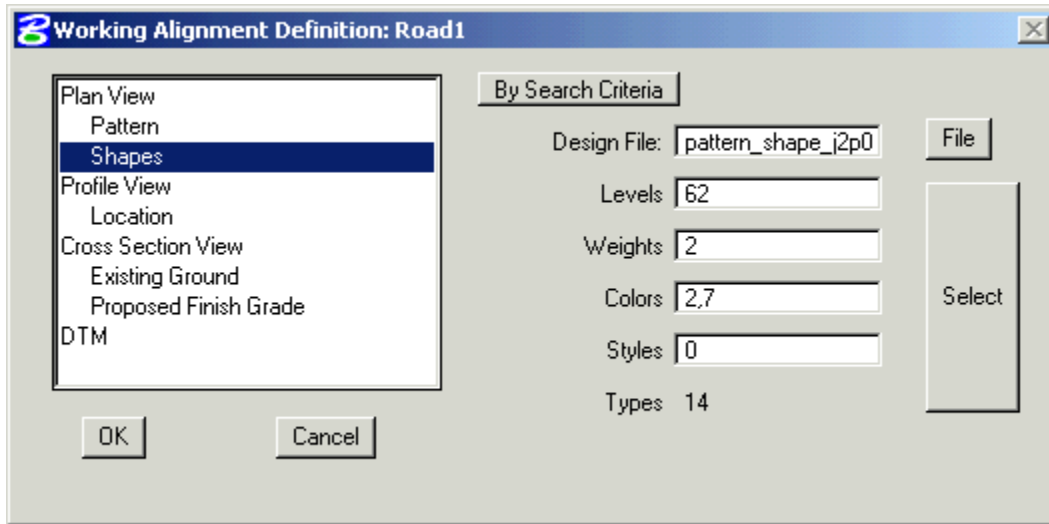 Working Alignment Definition: Road1
Plan View
Pattern
Shapes
Profile View
Location
Cross Section View
Existing Ground
Proposed Finish Grade
DTM
OK
Cancel
By Search Criteria
Design File: pattern_shape_j2p0
File
Levels 62
Weights 2
Colors 2,7
Styles 0
Types 14
Select